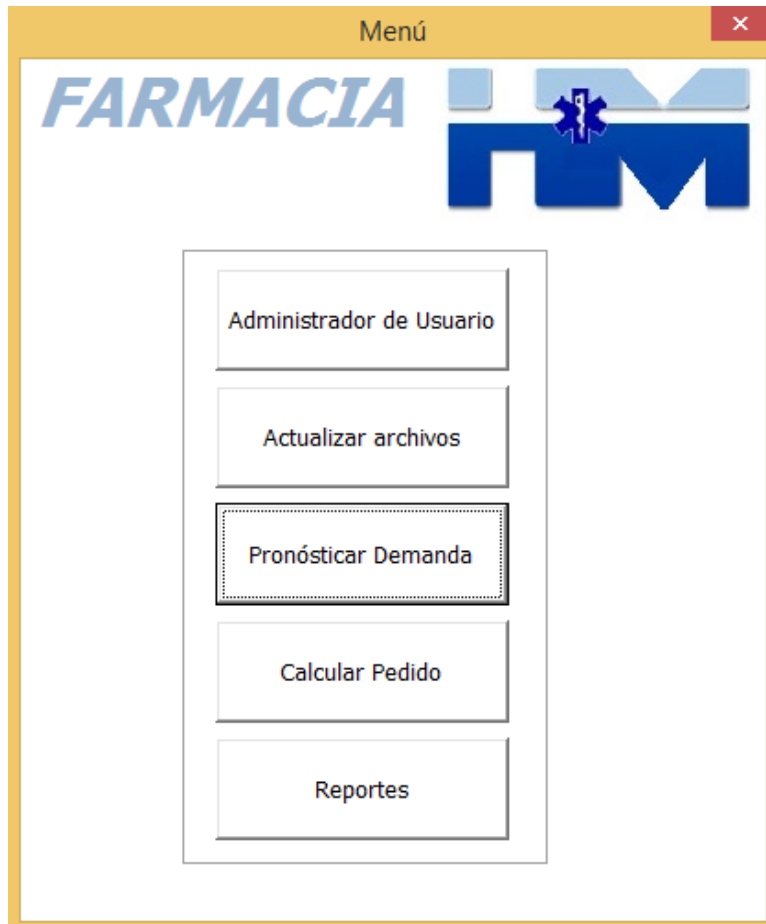 Menú
FARMACIA
Administrador de Usuario
Actualizar archivos
Pronósticar Demanda
Calcular Pedido
Reportes